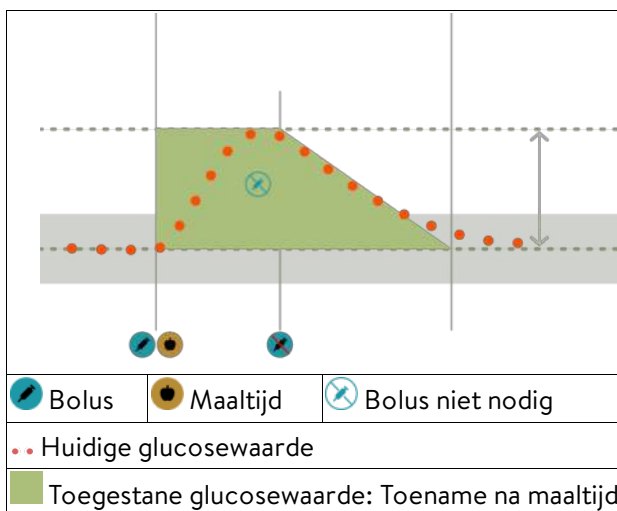 Bolus
Maaltijd
Bolus niet nodig
Huidige glucosewaarde
Toegestane glucosewaarde: Toename na maaltijd